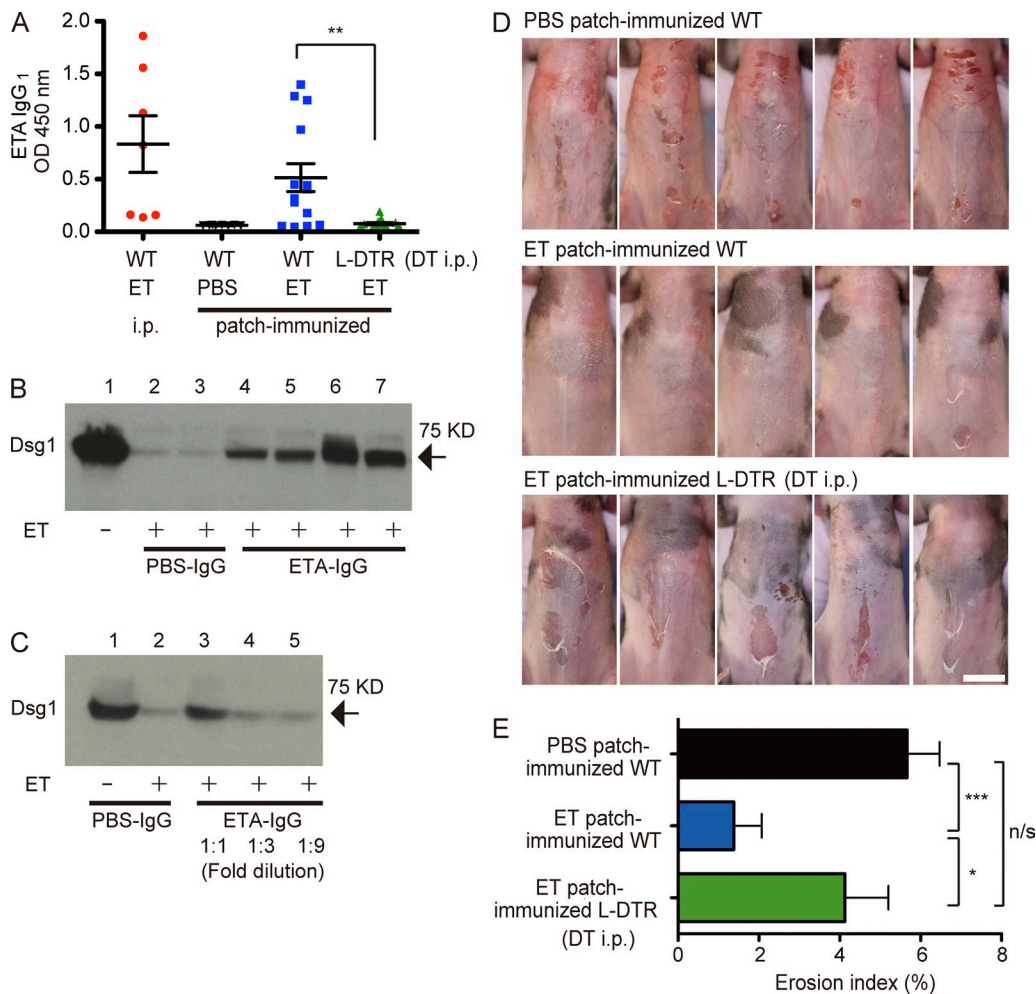 A
2.0
1.5
1.0
0.5
0.0
ETA IgG1
OD 450 nm
**
WT WT WT L-DTR (DT i.p.)
ET PBS ET ET
i.p. patch-immunized
B
1 2 3 4 5 6 7
Dsg1
75 KD
ET – + + + + + +
PBS-IgG ETA-IgG
C
1 2 3 4 5
Dsg1
75 KD
ET – + + + +
PBS-IgG ETA-IgG
1:1 1:3 1:9
(Fold dilution)
D
PBS patch-immunized WT
ET patch-immunized WT
ET patch-immunized L-DTR (DT i.p.)
E
PBS patch-
immunized WT
ET patch-
immunized WT
ET patch-
immunized L-DTR
(DT i.p.)
***
*
n/s
0 2 4 6 8
Erosion index (%)